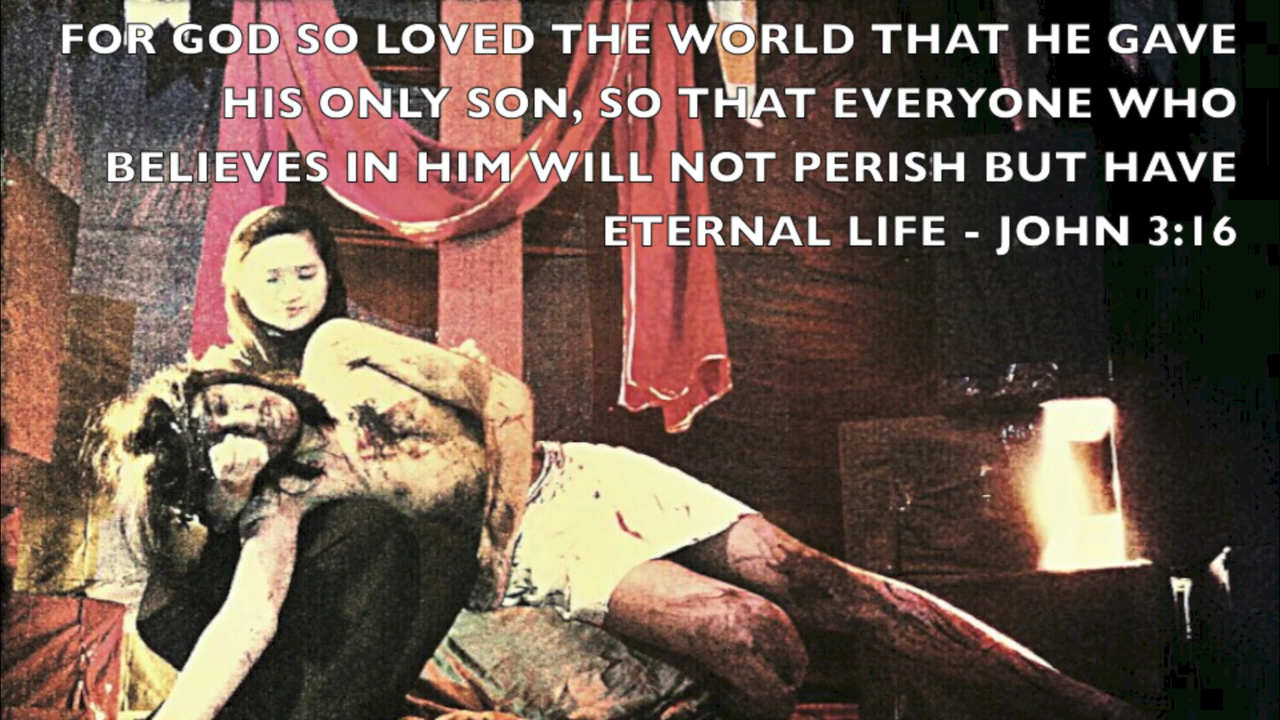 FOR GOD SO LOVED THE WORLD THAT HE GAVE
HIS ONLY SON, SO THAT EVERYONE WHO
BELIEVES IN HIM WILL NOT PERISH BUT HAVE
ETERNAL LIFE - JOHN 3:16